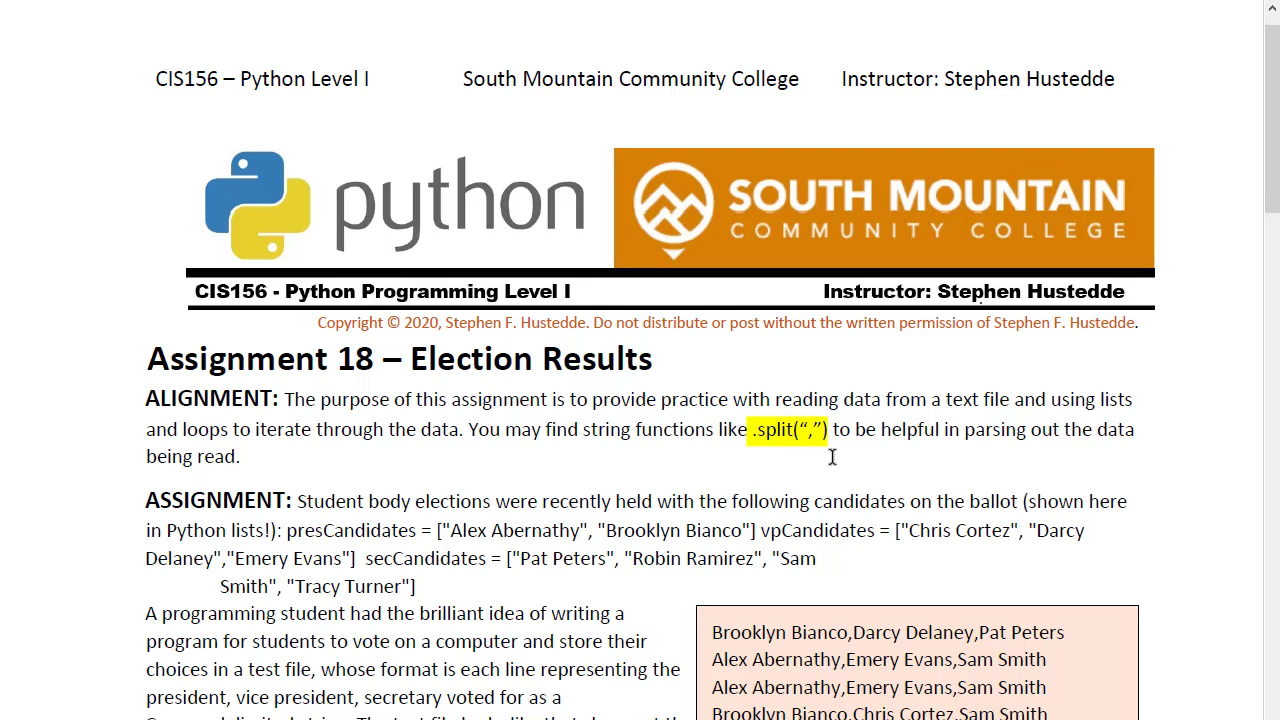 CIS156 – Python Level I South Mountain Community College Instructor: Stephen Hustedde
python SOUTH MOUNTAIN
COMMUNITY COLLEGE
CIS156 - Python Programming Level I Instructor: Stephen Hustedde
Copyright © 2020, Stephen F. Hustedde. Do not distribute or post without the written permission of Stephen F. Hustedde.
Assignment 18 – Election Results
ALIGNMENT: The purpose of this assignment is to provide practice with reading data from a text file and using lists
and loops to iterate through the data. You may find string functions like .split(“,”) to be helpful in parsing out the data
being read.
ASSIGNMENT: Student body elections were recently held with the following candidates on the ballot (shown here
in Python lists!): presCandidates = ["Alex Abernathy", "Brooklyn Bianco"] vpCandidates = ["Chris Cortez", "Darcy
Delaney","Emery Evans"] secCandidates = ["Pat Peters", "Robin Ramirez", "Sam
Smith", "Tracy Turner"]
A programming student had the brilliant idea of writing a
program for students to vote on a computer and store their
choices in a test file, whose format is each line representing the
president, vice president, secretary voted for as a
Brooklyn Bianco,Darcy Delaney,Pat Peters
Alex Abernathy,Emery Evans,Sam Smith
Alex Abernathy,Emery Evans,Sam Smith
Brooklyn Bianco,Chris Cortez,Sam Smith